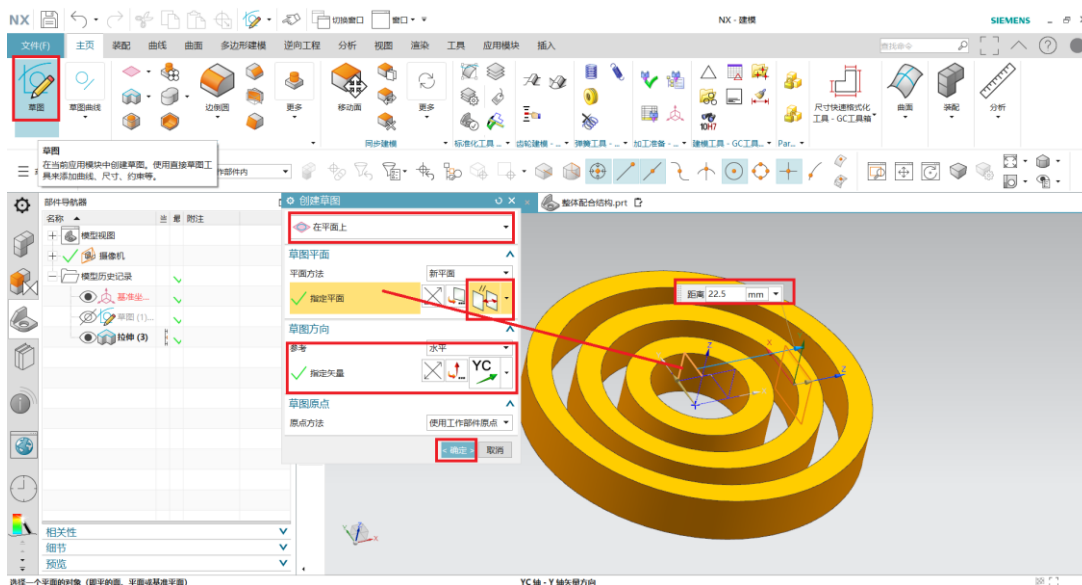 NX 切换窗口 窗口 NX - 建模 SIEMENS
文件(F) 主页 装配 曲线 曲面 多边形建模 逆向工程 分析 视图 渲染 工具 应用模块 插入 查找命令
草图 草图曲线 边倒圆 更多 移动面 更多 10H7 尺寸快速格式化工具 - GC工具箱 曲面 装配 分析
同步建模 标准化工具 ... 齿轮建模 - ... 弹簧工具 - ... 加工准备 - ... 建模工具 - GC工具... Par...
草图
在当前应用模块中创建草图。使用直接草图工
具来添加曲线、尺寸、约束等。
作部件内
部件导航器
名称 附注
模型视图
摄像机
模型历史记录
基准坐...
草图 (1)...
拉伸 (3)
相关性
细节
预览
创建草图
在平面上
草图平面
平面方法 新平面
指定平面
草图方向
参考 水平
指定矢量 YC
草图原点
原点方法 使用工作部件原点
< 确定 > 取消
整体配合结构.prt
距离 22.5 mm
Z X
Z
Y X
选择一个平面的对象（即平的面、平面或基准平面） YC 轴 - Y 轴矢量方向